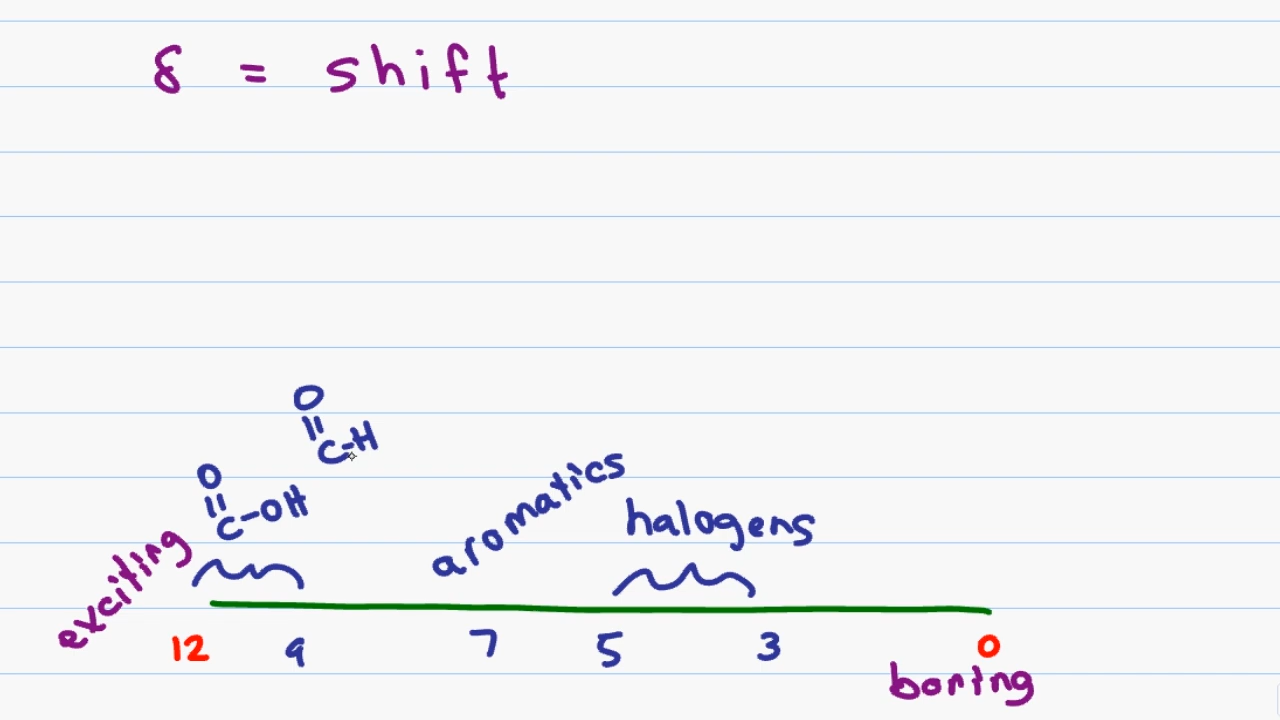 δ = shift
O
||
C-H
O
||
C-OH
aromatics
halogens
exciting
12 9 7 5 3 0
boring